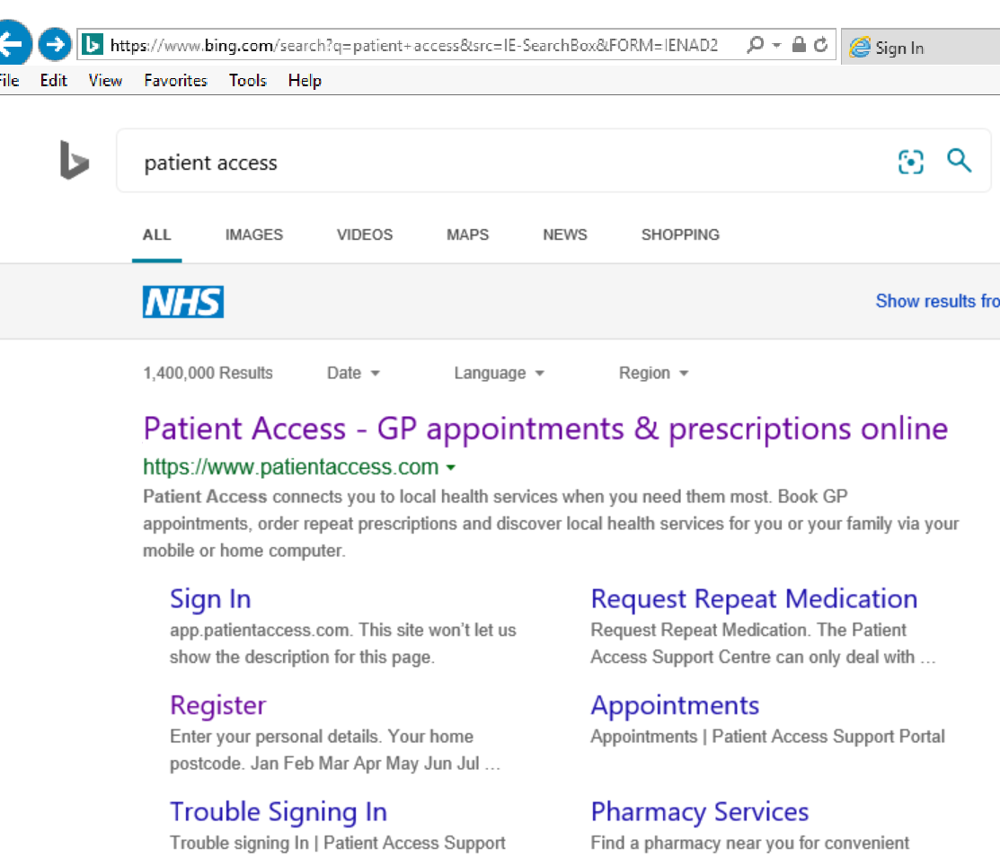 https://www.bing.com/search?q=patient+access&src=IE-SearchBox&FORM=IENAD2
Sign In
File Edit View Favorites Tools Help
patient access
ALL IMAGES VIDEOS MAPS NEWS SHOPPING
NHS
Show results fro
1,400,000 Results Date Language Region
Patient Access - GP appointments & prescriptions online
https://www.patientaccess.com
Patient Access connects you to local health services when you need them most. Book GP
appointments, order repeat prescriptions and discover local health services for you or your family via your
mobile or home computer.
Sign In
app.patientaccess.com. This site won't let us
show the description for this page.
Request Repeat Medication
Request Repeat Medication. The Patient
Access Support Centre can only deal with ...
Register
Enter your personal details. Your home
postcode. Jan Feb Mar Apr May Jun Jul ...
Appointments
Appointments | Patient Access Support Portal
Trouble Signing In
Trouble signing In | Patient Access Support
Pharmacy Services
Find a pharmacy near you for convenient